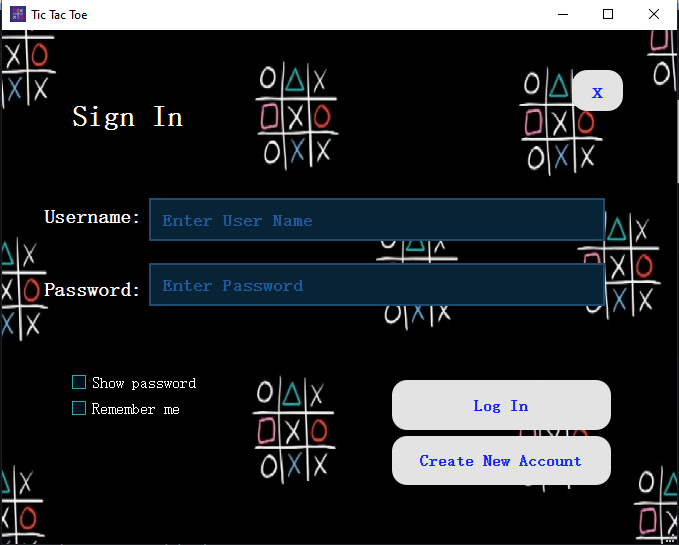 Tic Tac Toe
x
Sign In
Username: Enter User Name
Password: Enter Password
Show password
Remember me
Log In
Create New Account